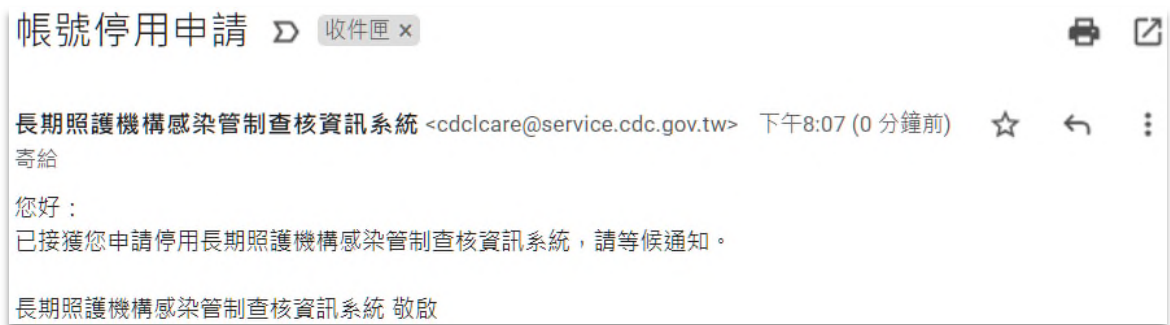 帳號停用申請 收件匣 ×
長期照護機構感染管制查核資訊系統 <cdclcare@service.cdc.gov.tw> 下午8:07 (0 分鐘前)
寄給
您好：
已接獲您申請停用長期照護機構感染管制查核資訊系統，請等候通知。
長期照護機構感染管制查核資訊系統 敬啟